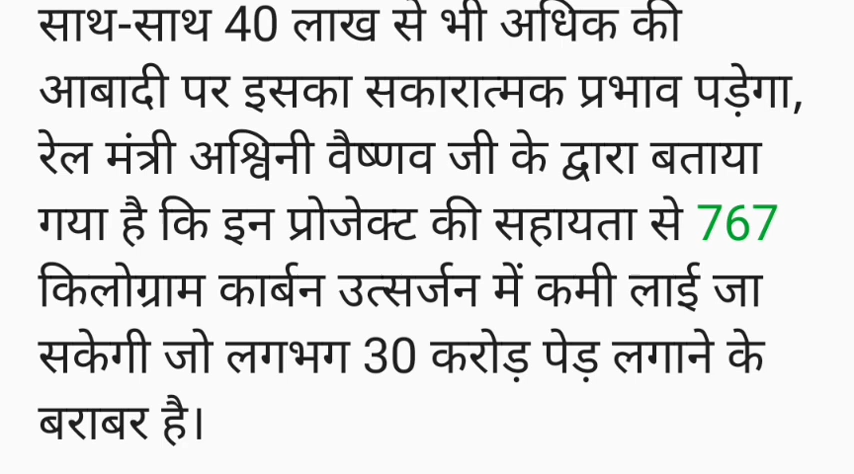 साथ-साथ 40 लाख से भी अधिक की
आबादी पर इसका सकारात्मक प्रभाव पड़ेगा,
रेल मंत्री अश्विनी वैष्णव जी के द्वारा बताया
गया है कि इन प्रोजेक्ट की सहायता से 767
किलोग्राम कार्बन उत्सर्जन में कमी लाई जा
सकेगी जो लगभग 30 करोड़ पेड़ लगाने के
बराबर है।